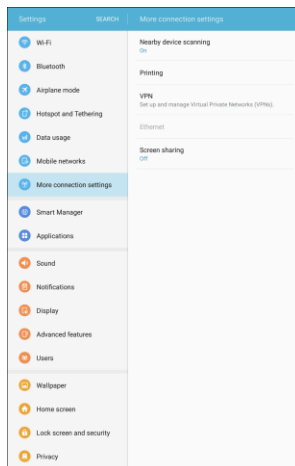 Settings
SEARCH
More connection settings
Wi-Fi
Bluetooth
Airplane mode
Hotspot and Tethering
Data usage
Mobile networks
More connection settings
Smart Manager
Applications
Sound
Notifications
Display
Advanced features
Users
Wallpaper
Home screen
Lock screen and security
Privacy
Nearby device scanning
On
Printing
VPN
Set up and manage Virtual Private Networks (VPNs).
Ethernet
Screen sharing
Off